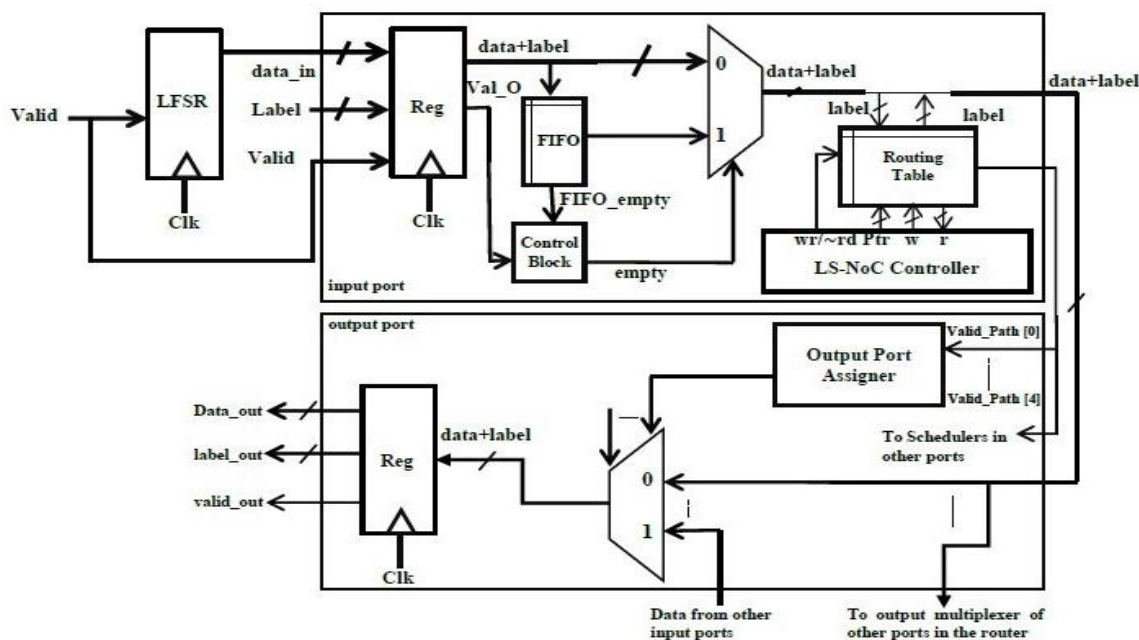 data+label
data+label
data+label
data_in
LFSR
Valid
Label
Reg
Val_O
0
label
label
FIFO
1
Routing
Table
Valid
Clk
Clk
FIFO_empty
Control
Block
empty
wr/~rd Ptr w r
LS-NoC Controller
input port
output port
Output Port
Assigner
Valid_Path [0]
Valid_Path [4]
Data_out
label_out
valid_out
Reg
data+label
To Schedulers in
other ports
0
1
Clk
Data from other
input ports
To output multiplexer of
other ports in the router